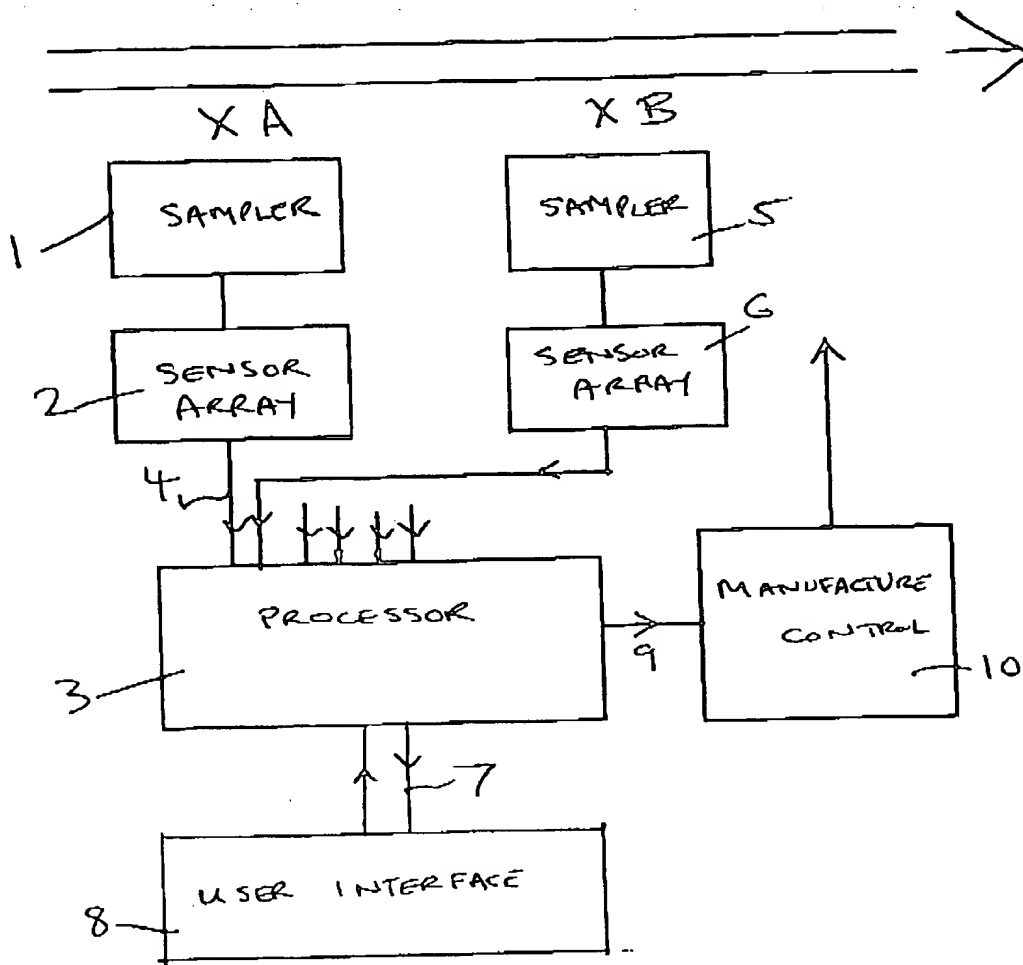 X A
X B
SAMPLER
SAMPLER
1
5
SENSOR
ARRAY
SENSOR
ARRAY
2
6
4
PROCESSOR
MANUFACTURE
CONTROL
3
9
10
7
USER INTERFACE
8